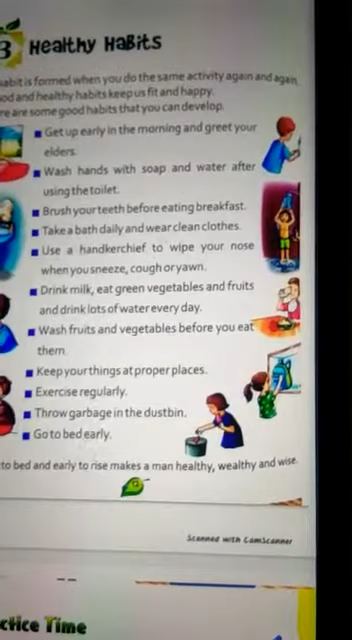 3 Healthy Habits
habit is formed when you do the same activity again and again.
od and healthy habits keep us fit and happy.
re are some good habits that you can develop.
Get up early in the morning and greet your
elders.
Wash hands with soap and water after
using the toilet.
Brush your teeth before eating breakfast.
Take a bath daily and wear clean clothes.
Use a handkerchief to wipe your nose
when you sneeze, cough or yawn.
Drink milk, eat green vegetables and fruits
and drink lots of water every day.
Wash fruits and vegetables before you eat
them.
Keep your things at proper places.
Exercise regularly.
Throw garbage in the dustbin.
Go to bed early.
to bed and early to rise makes a man healthy, wealthy and wise.
Scanned with CamScanner
ctice Time